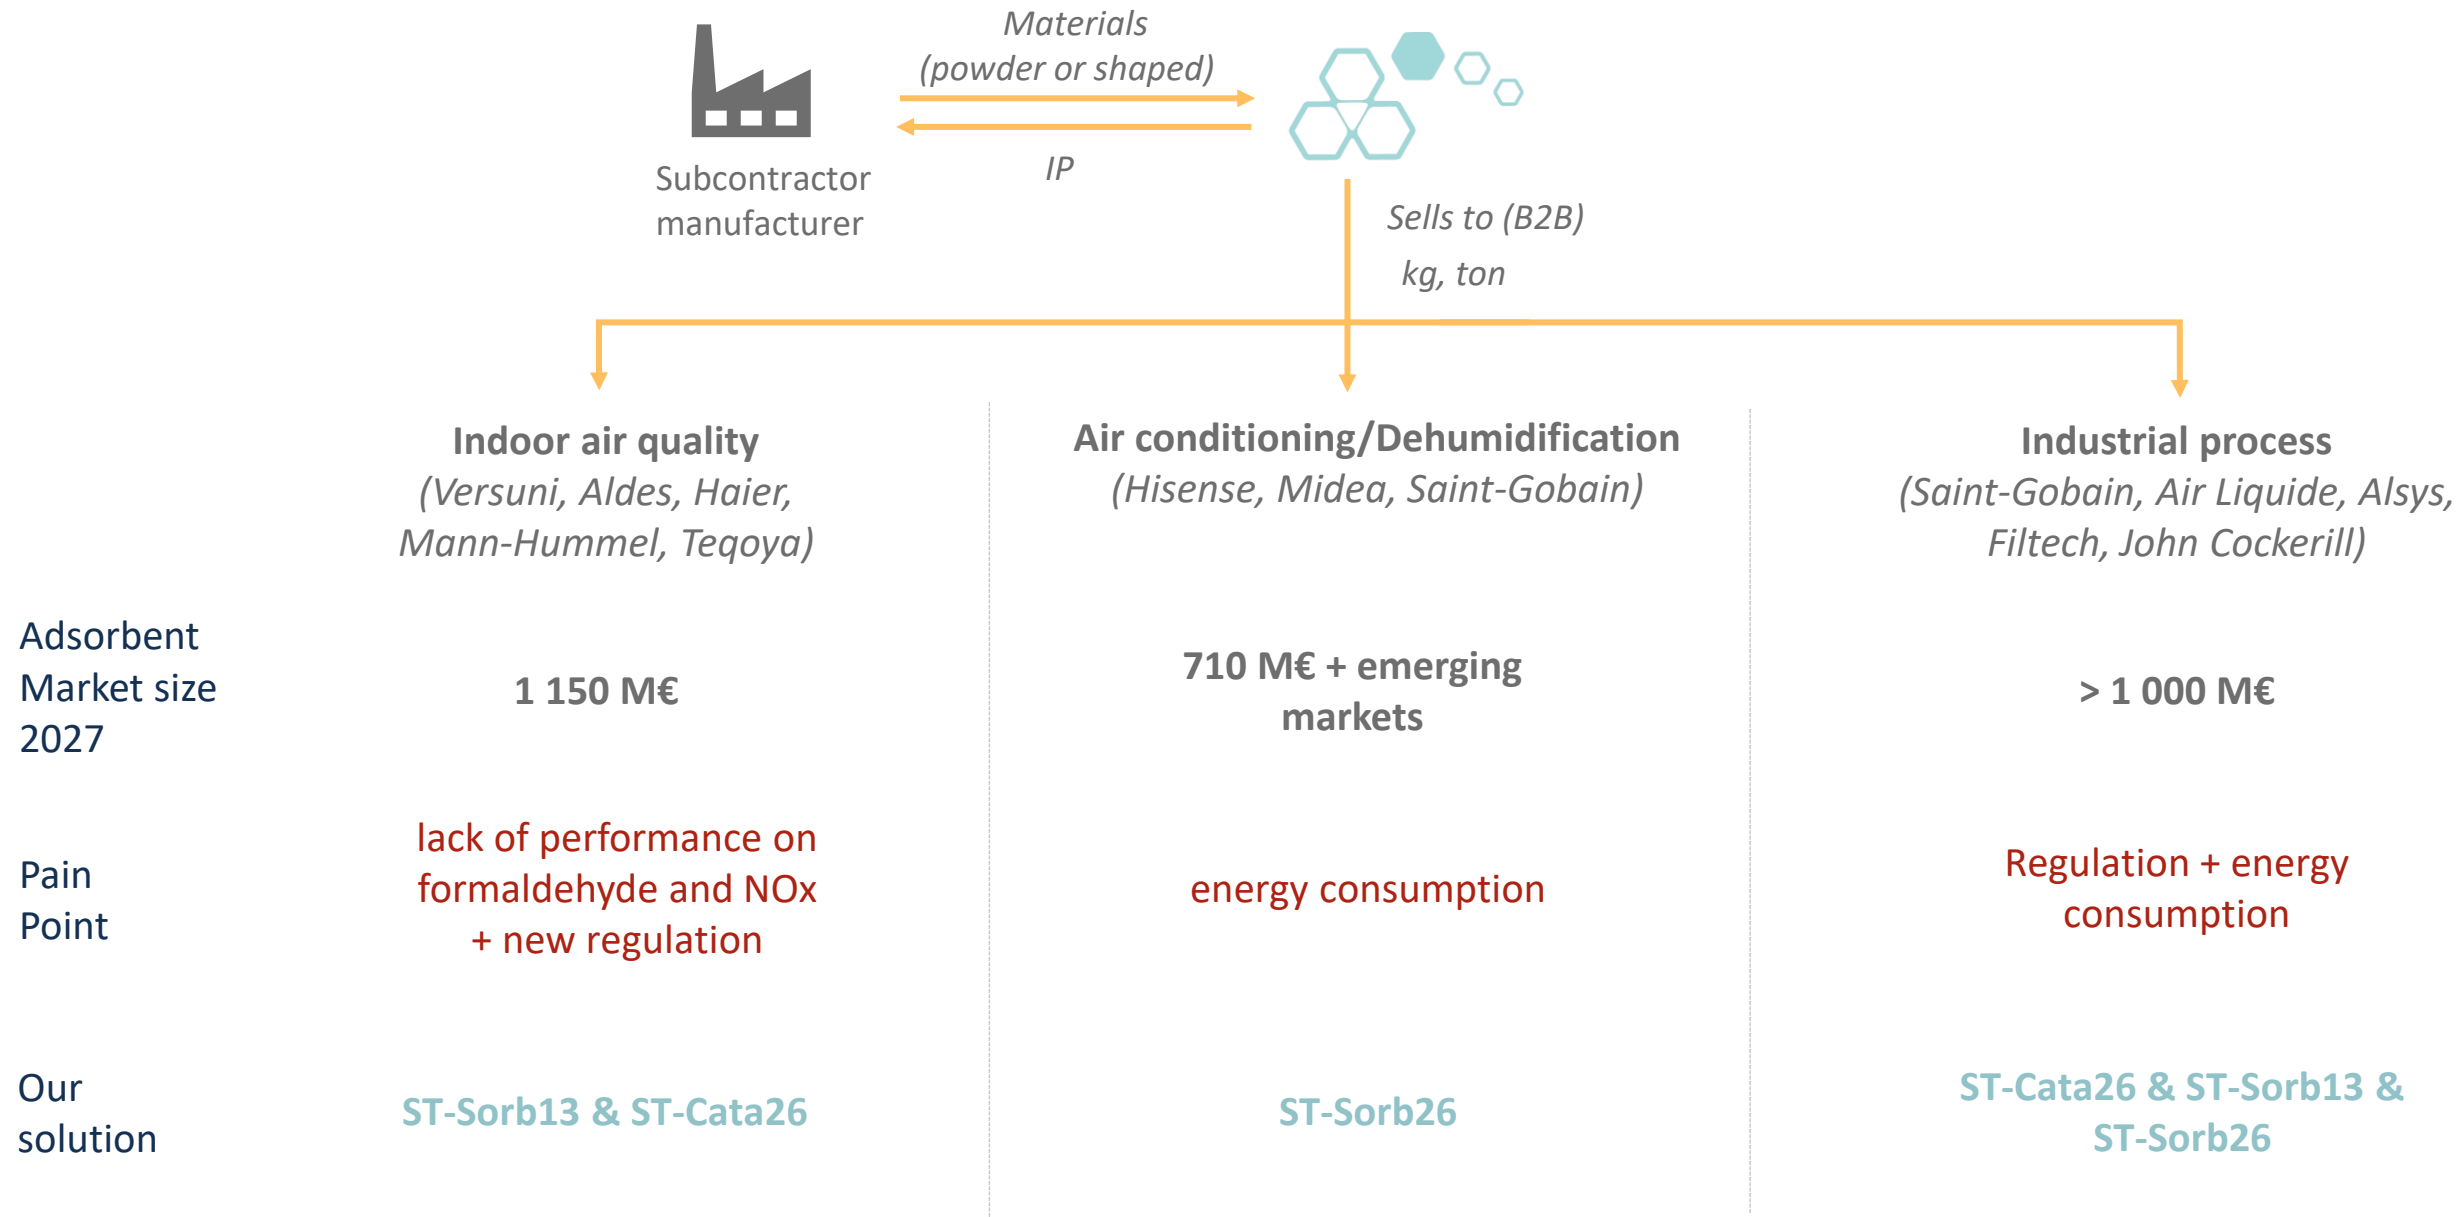 Materials
(powder or shaped)
IP
Subcontractor
manufacturer
Sells to (B2B)
kg, ton
Indoor air quality
(Versuni, Aldes, Haier,
Mann-Hummel, Teqoya)
Air conditioning/Dehumidification
(Hisense, Midea, Saint-Gobain)
Industrial process
(Saint-Gobain, Air Liquide, Alsys,
Filtech, John Cockerill)
Adsorbent
Market size
2027
1 150 M€
710 M€ + emerging
markets
> 1 000 M€
Pain
Point
lack of performance on
formaldehyde and NOx
+ new regulation
energy consumption
Regulation + energy
consumption
Our
solution
ST-Sorb13 & ST-Cata26
ST-Sorb26
ST-Cata26 & ST-Sorb13 &
ST-Sorb26